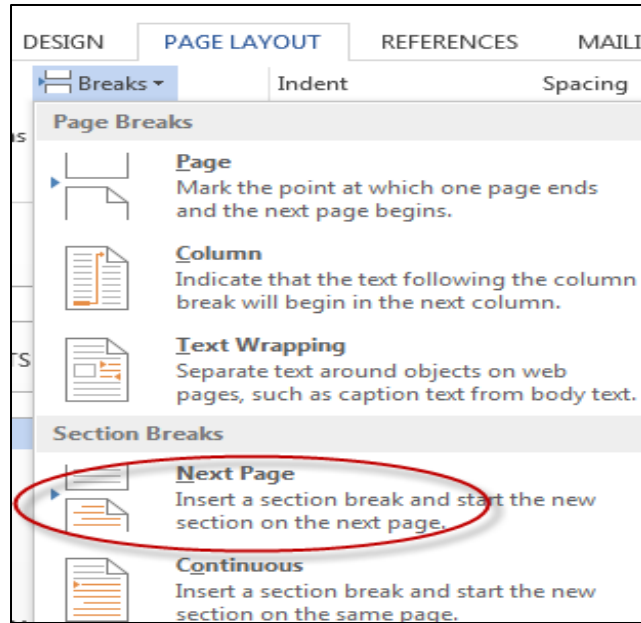 DESIGN PAGE LAYOUT REFERENCES MAILI
Breaks Indent Spacing
Page Breaks
Page
Mark the point at which one page ends
and the next page begins.
Column
Indicate that the text following the column
break will begin in the next column.
Text Wrapping
Separate text around objects on web
pages, such as caption text from body text.
Section Breaks
Next Page
Insert a section break and start the new
section on the next page.
Continuous
Insert a section break and start the new
section on the same page.